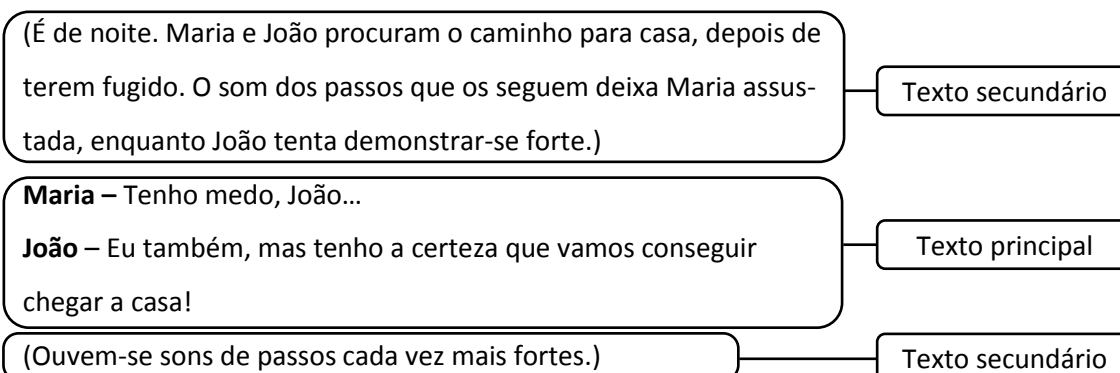 (É de noite. Maria e João procuram o caminho para casa, depois de
terem fugido. O som dos passos que os seguem deixa Maria assus-
tada, enquanto João tenta demonstrar-se forte.)
Texto secundário
Maria – Tenho medo, João…
João – Eu também, mas tenho a certeza que vamos conseguir
chegar a casa!
Texto principal
(Ouvem-se sons de passos cada vez mais fortes.)
Texto secundário